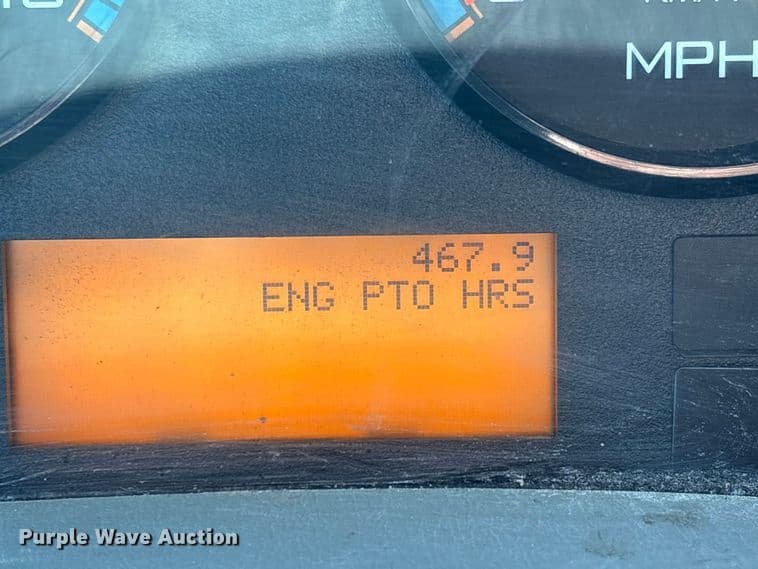 MPH
467.9
ENG PTO HRS
Purple Wave Auction